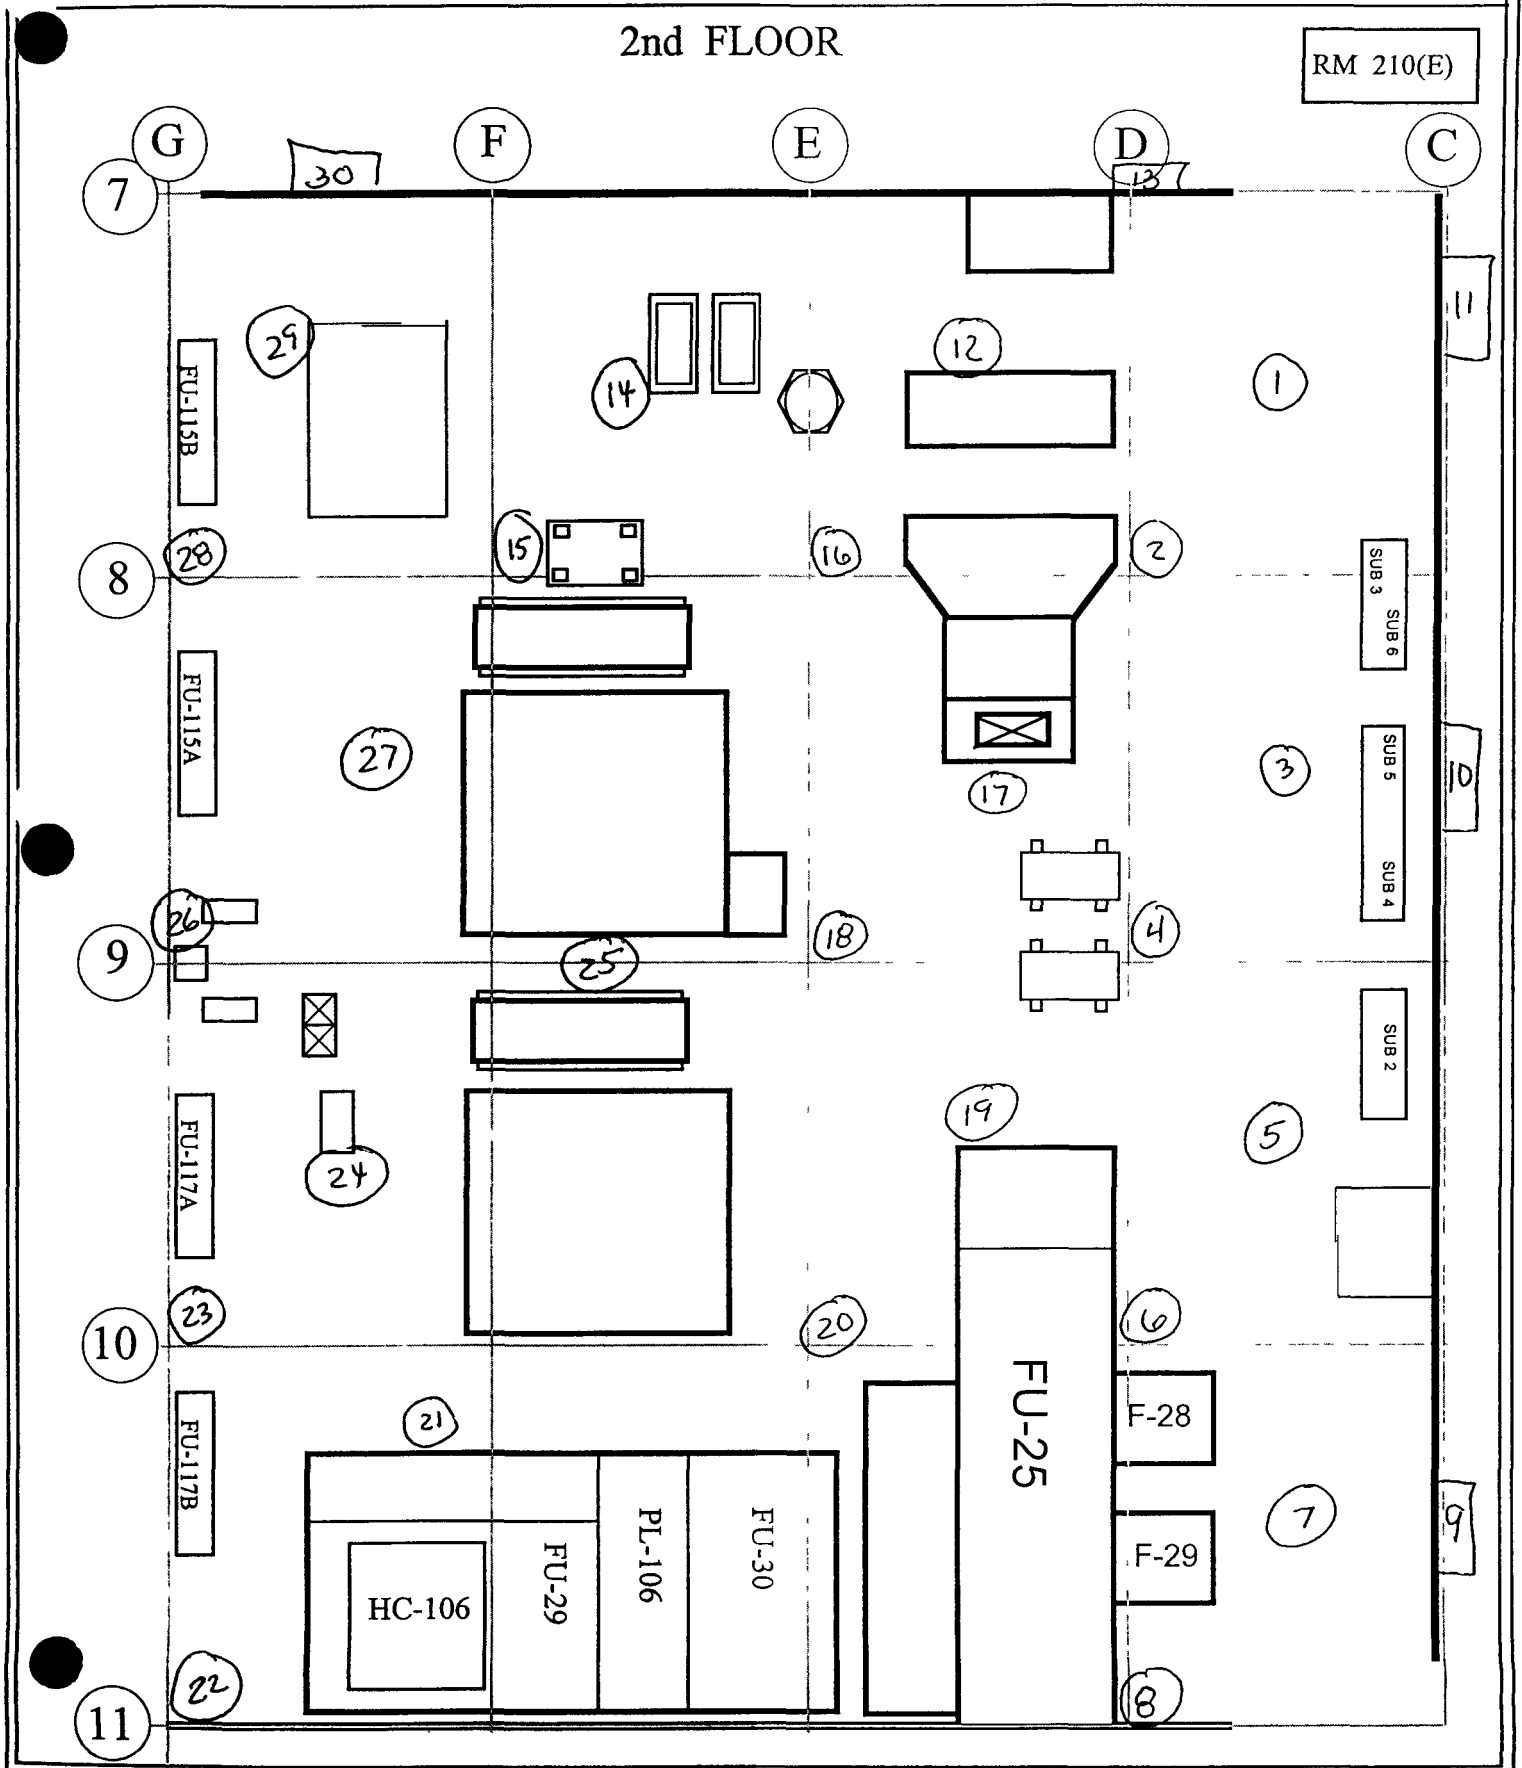 2nd FLOOR
RM 210(E)
G
F
E
D
C
30
13
7
11
29
12
1
14
FU-115B
28
15
16
2
8
SUB 3
SUB 6
FU-115A
27
17
3
SUB 5
10
SUB 4
26
18
4
9
25
SUB 2
19
5
FU-117A
24
23
20
6
10
FU-25
F-28
21
FU-117B
7
9
F-29
HC-106
FU-29
PL-106
FU-30
22
8
11